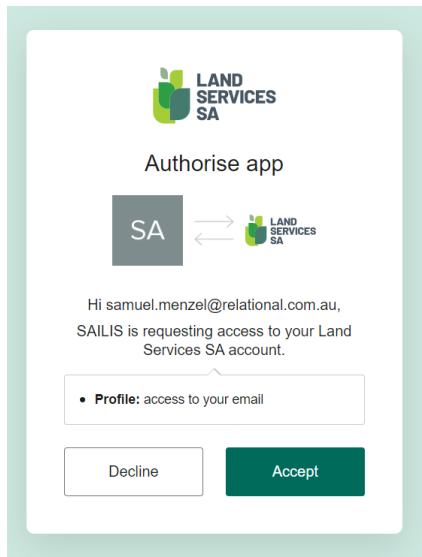 LAND
SERVICES
SA
Authorise app
SA
LAND
SERVICES
SA
Hi samuel.menzel@relational.com.au,
SAILIS is requesting access to your Land
Services SA account.
• Profile: access to your email
Decline
Accept